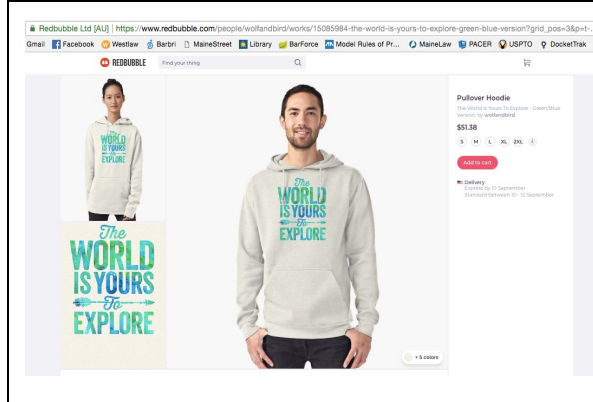 Redbubble Ltd [AU] | https://www.redbubble.com/people/wolfandbird/works/15085984-the-world-is-yours-to-explore-green-blue-version?grid_pos=3&p=t-.
Gmail Facebook Westlaw Barbri MaineStreet Library BarForce Model Rules of Pr... MaineLaw PACER USPTO DocketTrak
REDBUBBLE Find your thing
The
WORLD
IS YOURS
To
EXPLORE
The
WORLD
IS YOURS
To
EXPLORE
The
WORLD
IS YOURS
To
EXPLORE
+ 5 colors
Pullover Hoodie
The World is Yours To Explore - Green/Blue
Version. by wolfandbird
$51.38
S M L XL 2XL
Add to cart
Delivery
Express by 10 September
Standard between 10 - 12 September